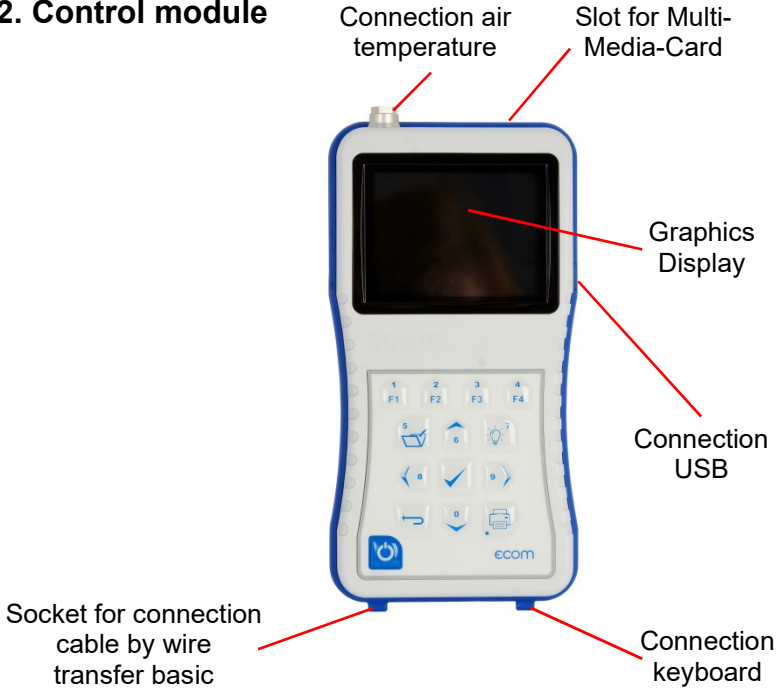 2. Control module
Connection air
temperature
Slot for Multi-
Media-Card
Graphics
Display
Connection
USB
1
F1
2
F2
3
F3
4
F4
5
6
7
8
9
0
ecom
Socket for connection
cable by wire
transfer basic
Connection
keyboard